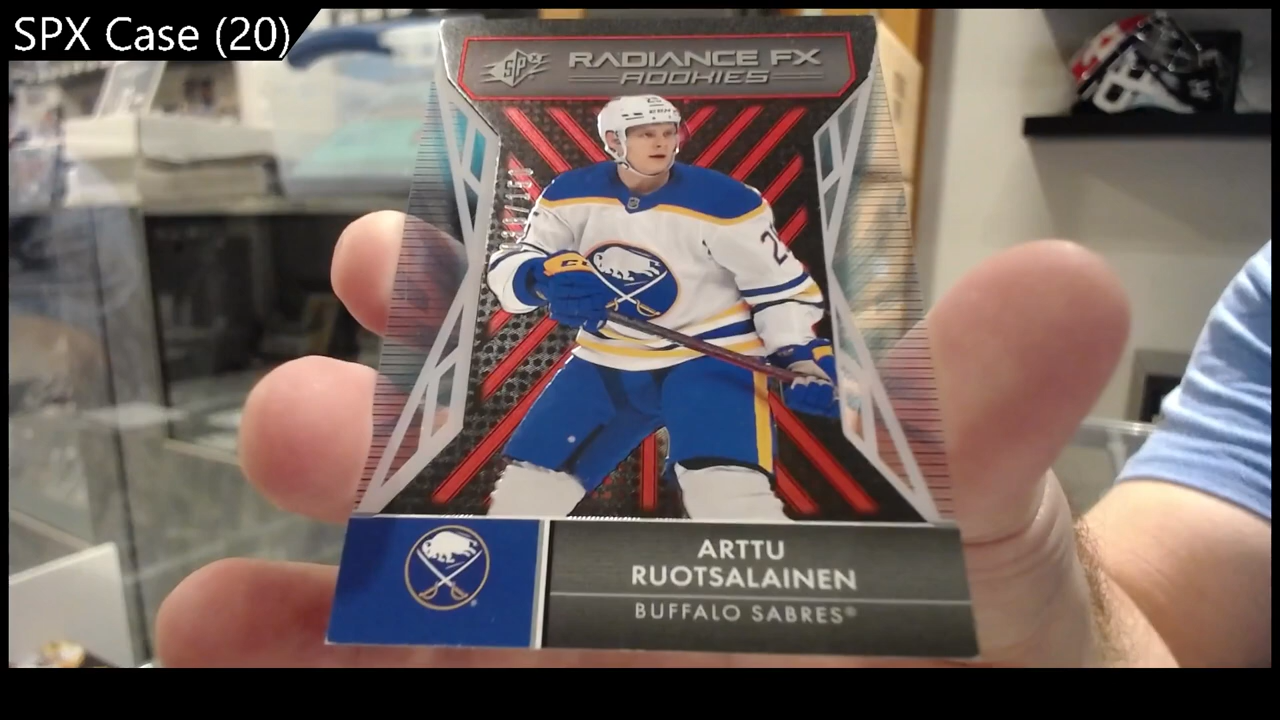 SPX Case (20)
SPx
RADIANCE FX
ROOKIES
ARTTU
RUOTSALAINEN
BUFFALO SABRES®